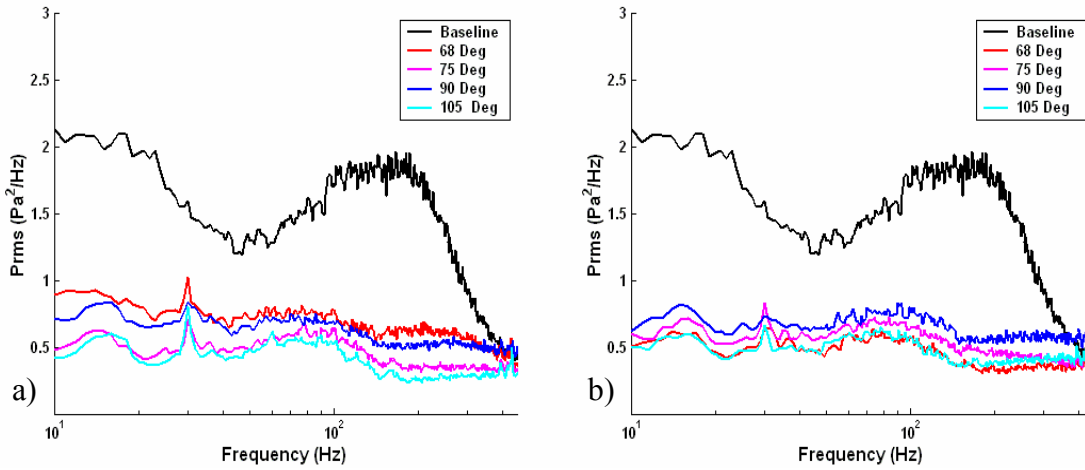 3
2.5
2
1.5
1
0.5
Prms (Pa²/Hz)
Baseline
68 Deg
75 Deg
90 Deg
105 Deg
a)
10¹
10²
Frequency (Hz)
3
2.5
2
1.5
1
0.5
Prms (Pa²/Hz)
Baseline
68 Deg
75 Deg
90 Deg
105 Deg
b)
10¹
10²
Frequency (Hz)